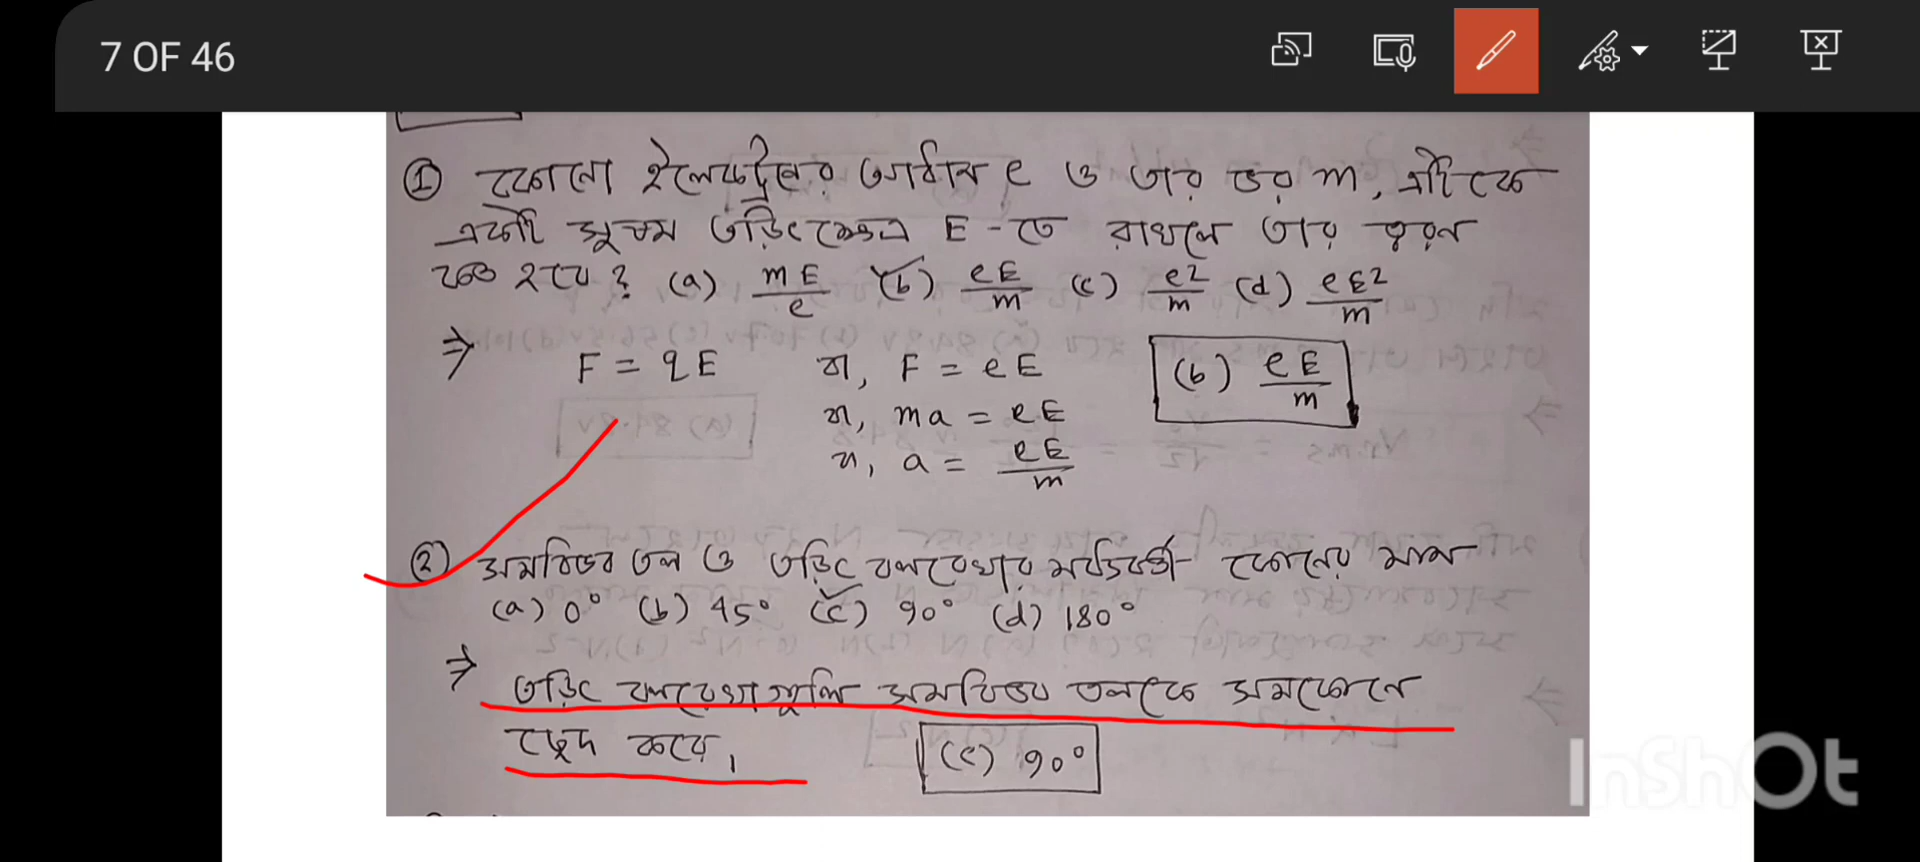 7 OF 46
① কোনো ইলেকট্রনের আধান e ও তার ভর m, এটিকে
একটি সুষম তড়িৎক্ষেত্র E -তে রাখলে তার ত্বরন
কত হবে? (a) mE/e (b) eE/m (c) e²/m (d) eE²/m
⇒ F = qE বা, F = eE (b) eE/m
বা, ma = eE
বা, a = eE/m
② সমবিভব তল ও তড়িৎ বলরেখার মধ্যবর্তী কোনের মান
(a) 0° (b) 45° (c) 90° (d) 180°
⇒ তড়িৎ বলরেখাগুলি সমবিভব তলকে সমকোনে
ছেদ করে। (c) 90°
InShOt